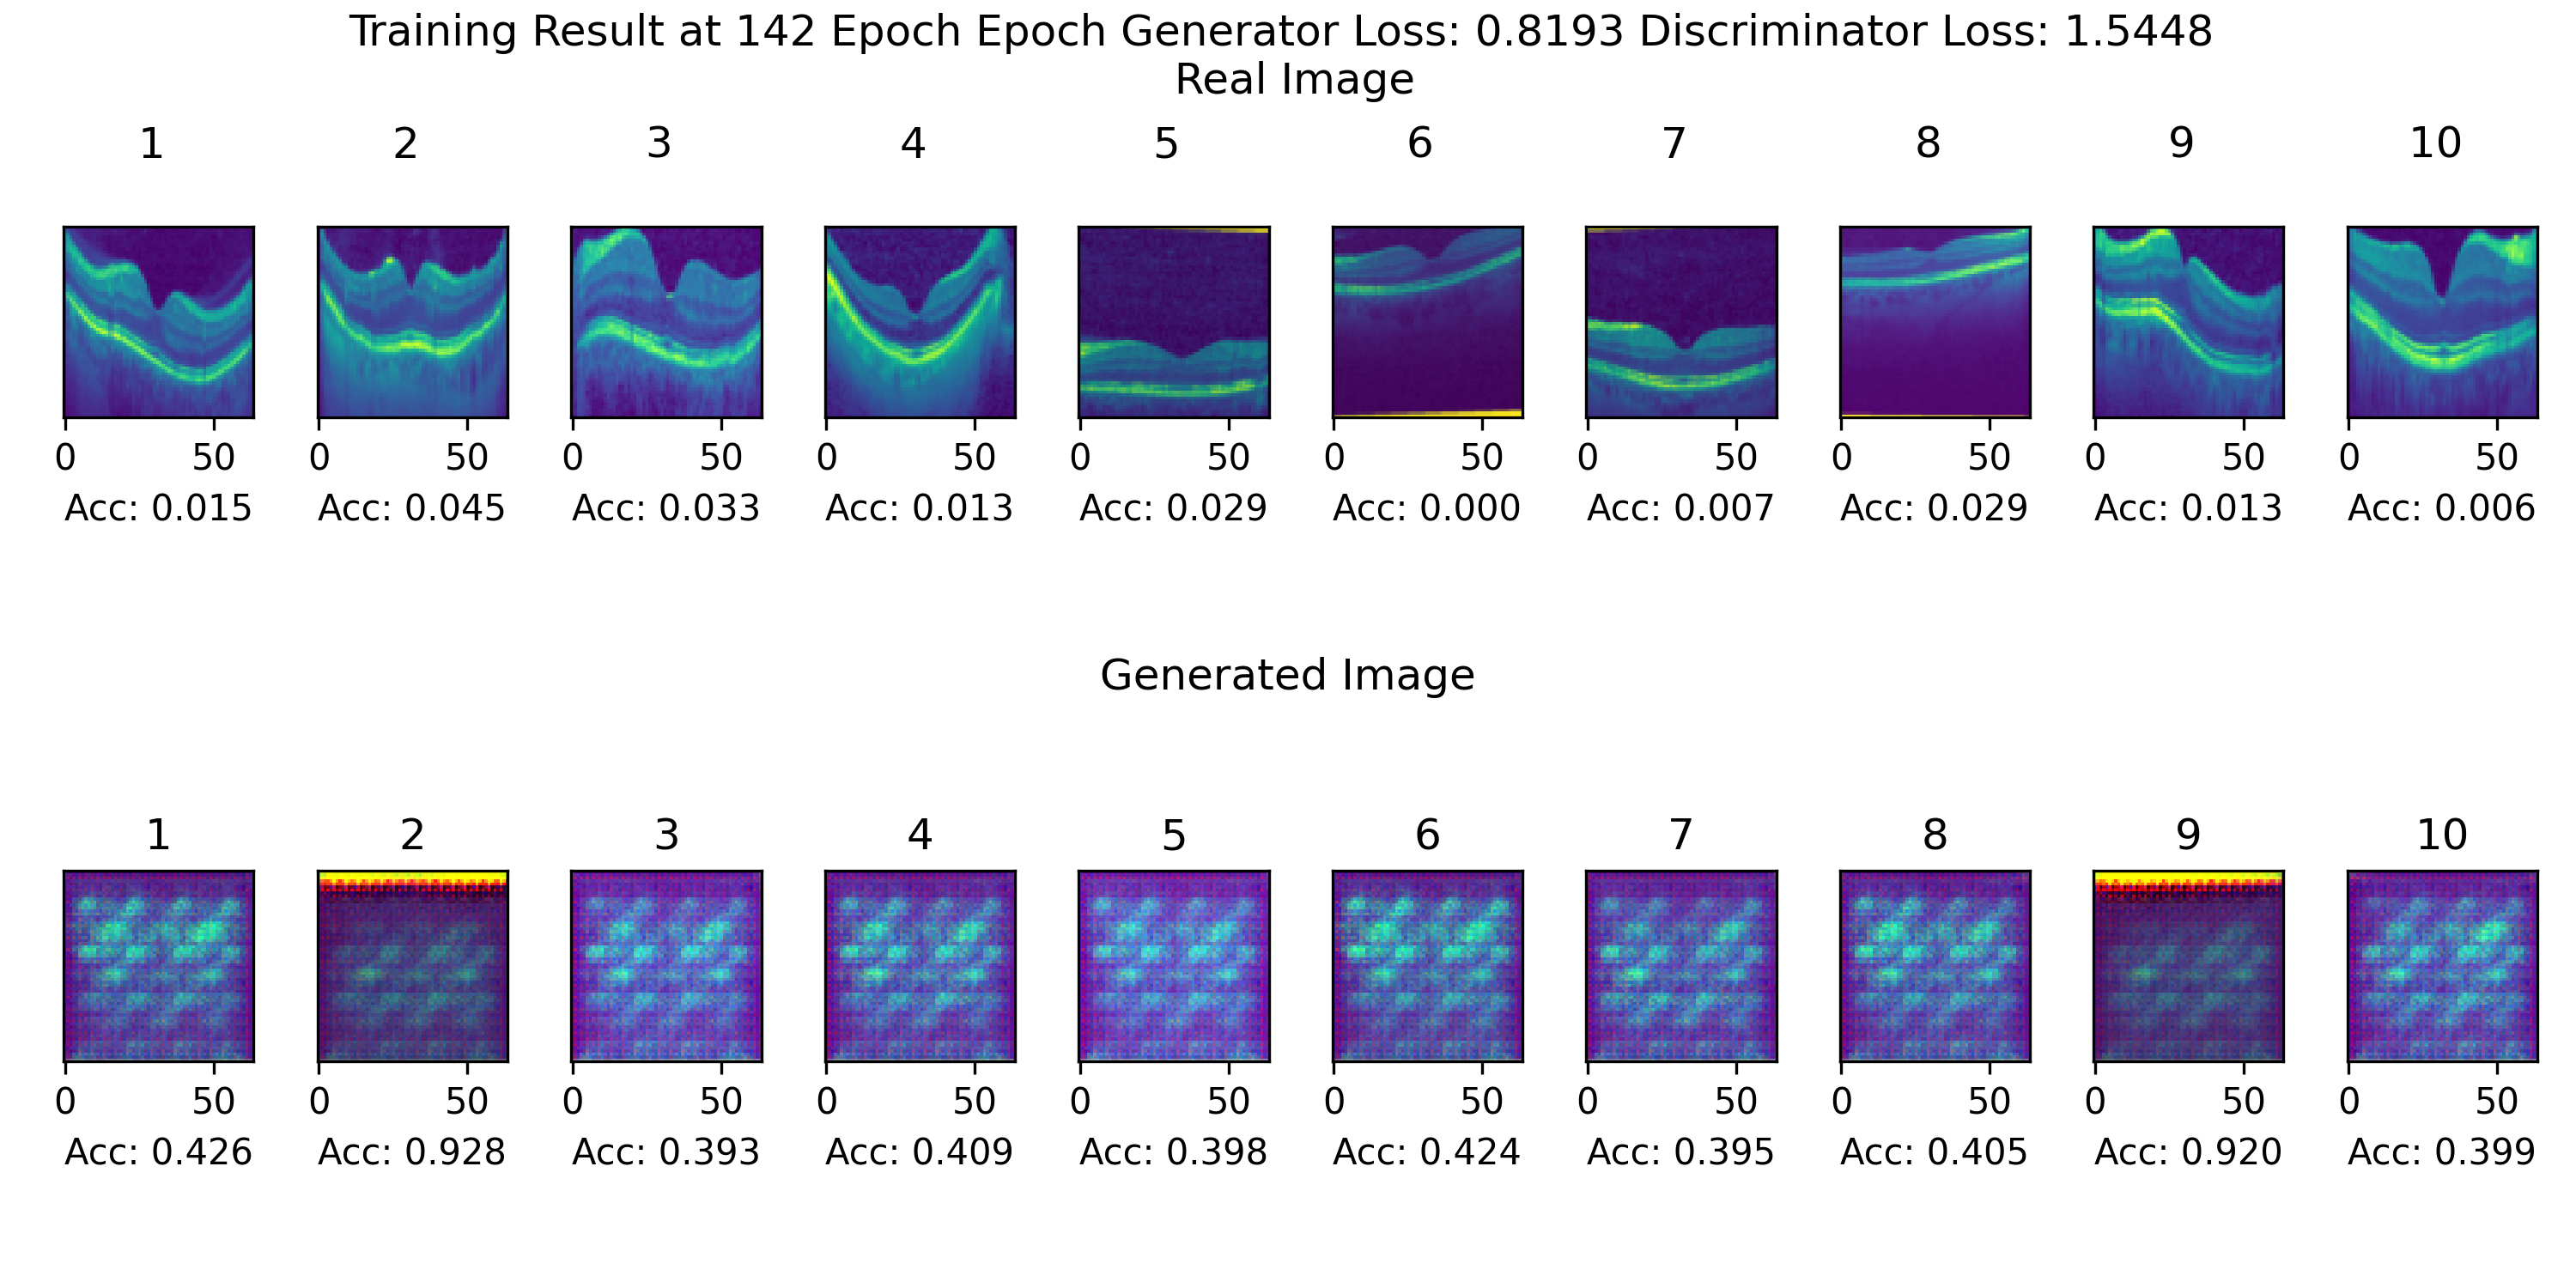 Training Result at 142 Epoch Epoch Generator Loss: 0.8193 Discriminator Loss: 1.5448
Real Image
1 2 3 4 5 6 7 8 9 10
0 50 0 50 0 50 0 50 0 50 0 50 0 50 0 50 0 50 0 50
Acc: 0.015 Acc: 0.045 Acc: 0.033 Acc: 0.013 Acc: 0.029 Acc: 0.000 Acc: 0.007 Acc: 0.029 Acc: 0.013 Acc: 0.006
Generated Image
1 2 3 4 5 6 7 8 9 10
0 50 0 50 0 50 0 50 0 50 0 50 0 50 0 50 0 50 0 50
Acc: 0.426 Acc: 0.928 Acc: 0.393 Acc: 0.409 Acc: 0.398 Acc: 0.424 Acc: 0.395 Acc: 0.405 Acc: 0.920 Acc: 0.399